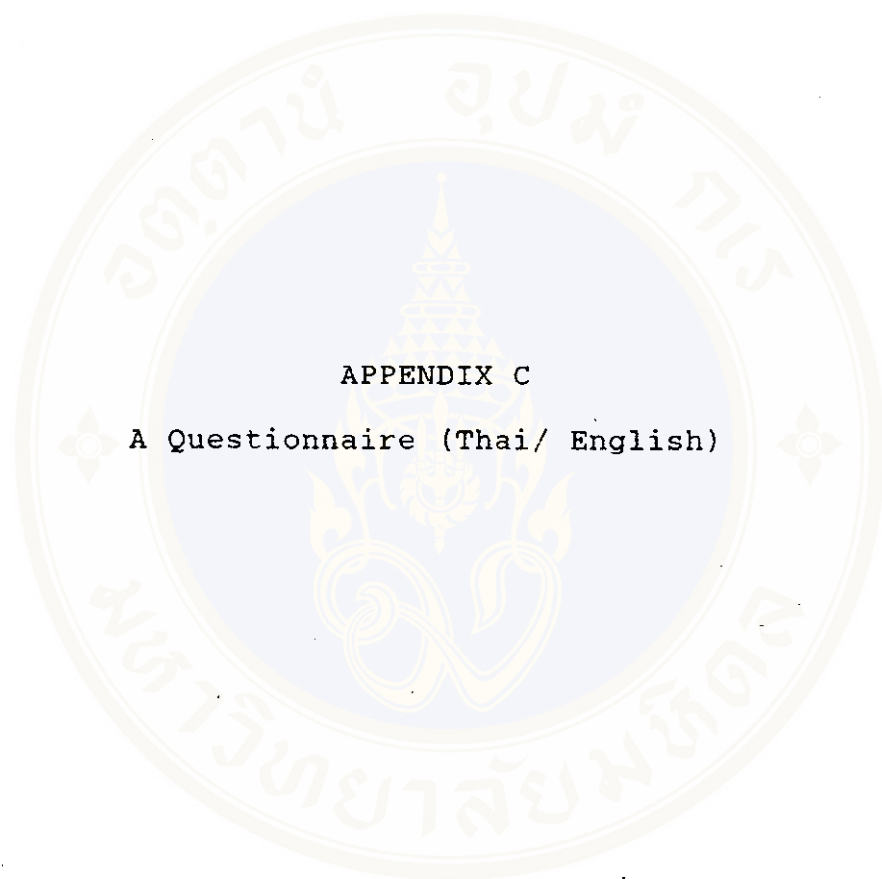 อตฺตานํ อุปมํ กเร
APPENDIX C
A Questionnaire (Thai/ English)
มหาวิทยาลัยมหิดล